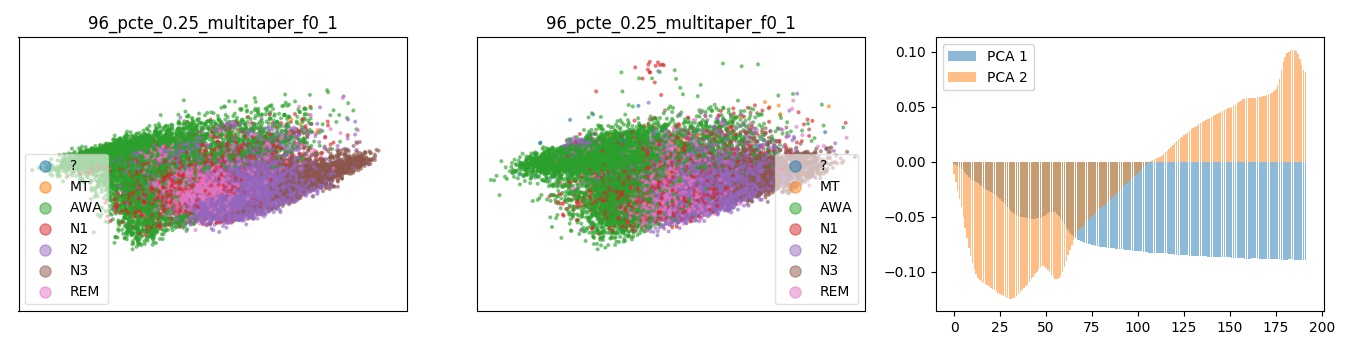 96_pcte_0.25_multitaper_f0_1
?
MT
AWA
N1
N2
N3
REM
96_pcte_0.25_multitaper_f0_1
?
MT
AWA
N1
N2
N3
REM
PCA 1
PCA 2
0.10
0.05
0.00
−0.05
−0.10
0 25 50 75 100 125 150 175 200